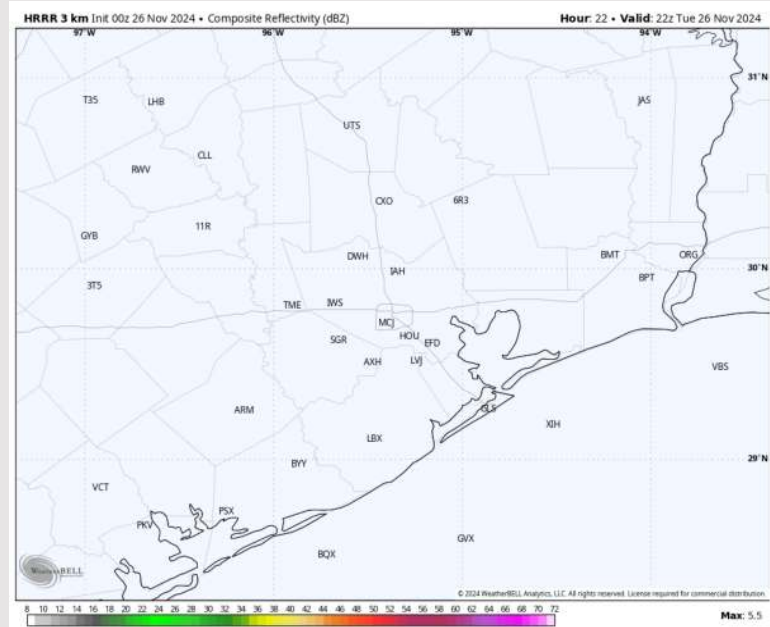 HRRR 3 km Init 00z 26 Nov 2024 • Composite Reflectivity (dBZ) Hour: 22 • Valid: 22z Tue 26 Nov 2024
97°W 96°W 95°W 94°W
31°N
T35 LHB JAS
UTS
CLL
RWV
CXO 6R3
11R
GYB
DWH BMT ORG
IAH
30°N
3T5 BPT
TME IWS
MCJ
SGR HOU EFD
AXH LVJ VBS
ARM GLS
XIH
LBX
BYY 29°N
VCT
PSX
PKV
GVX
BQX
WeatherBELL
© 2024 WeatherBELL Analytics, LLC. All rights reserved. License required for commercial distribution.
8 10 12 14 16 18 20 22 24 26 28 30 32 34 36 38 40 42 44 46 48 50 52 54 56 58 60 62 64 66 68 70 72 Max: 5.5